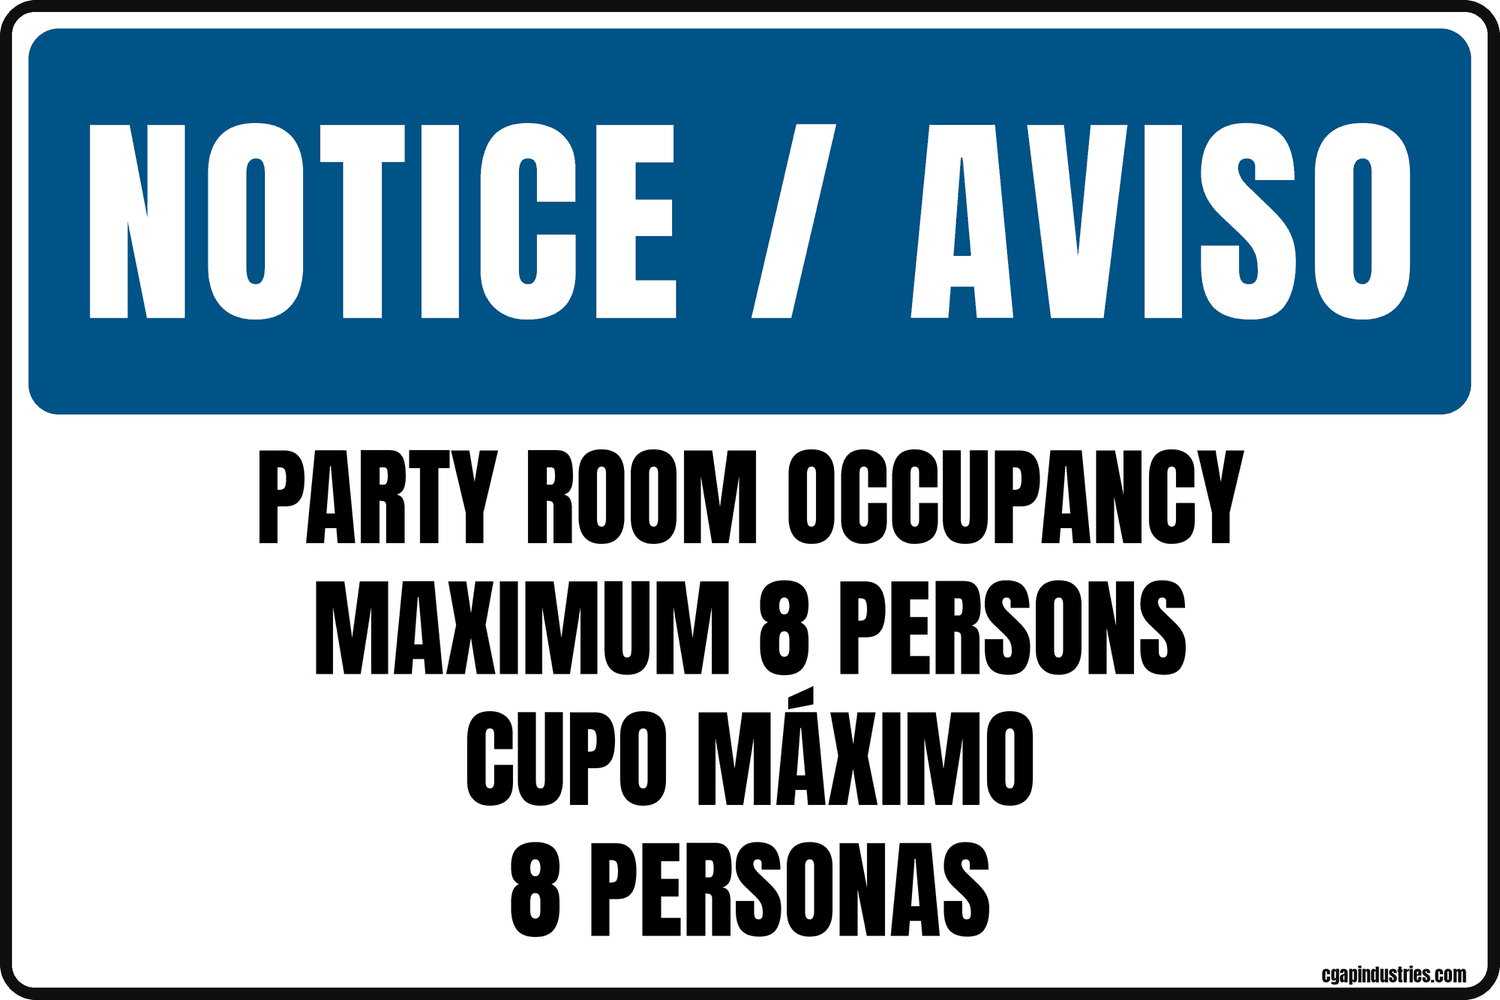 NOTICE / AVISO
PARTY ROOM OCCUPANCY
MAXIMUM 8 PERSONS
CUPO MÁXIMO
8 PERSONAS
cgapindustries.com